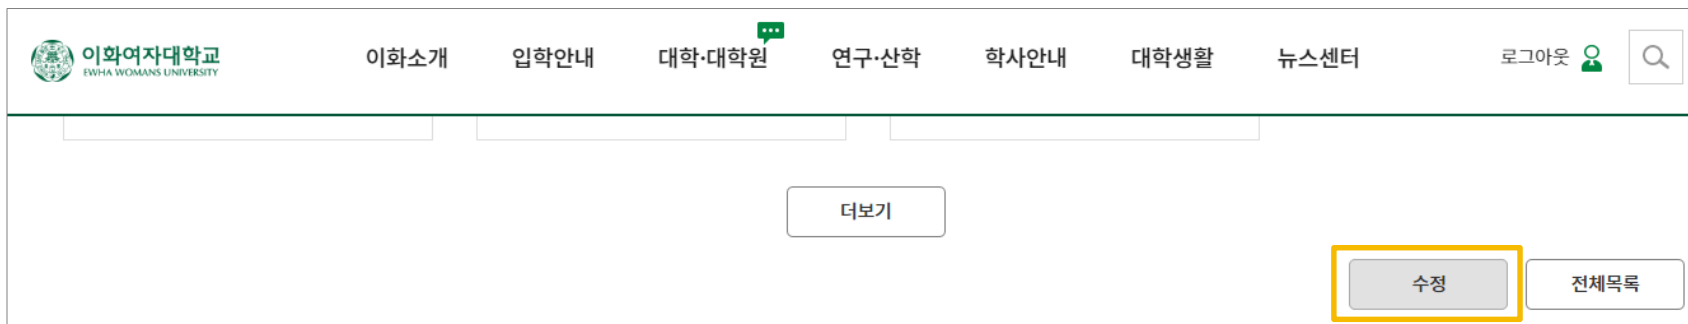 이화여자대학교
EWHA WOMANS UNIVERSITY
이화소개 입학안내 대학·대학원 연구·산학 학사안내 대학생활 뉴스센터 로그아웃
더보기
수정 전체목록